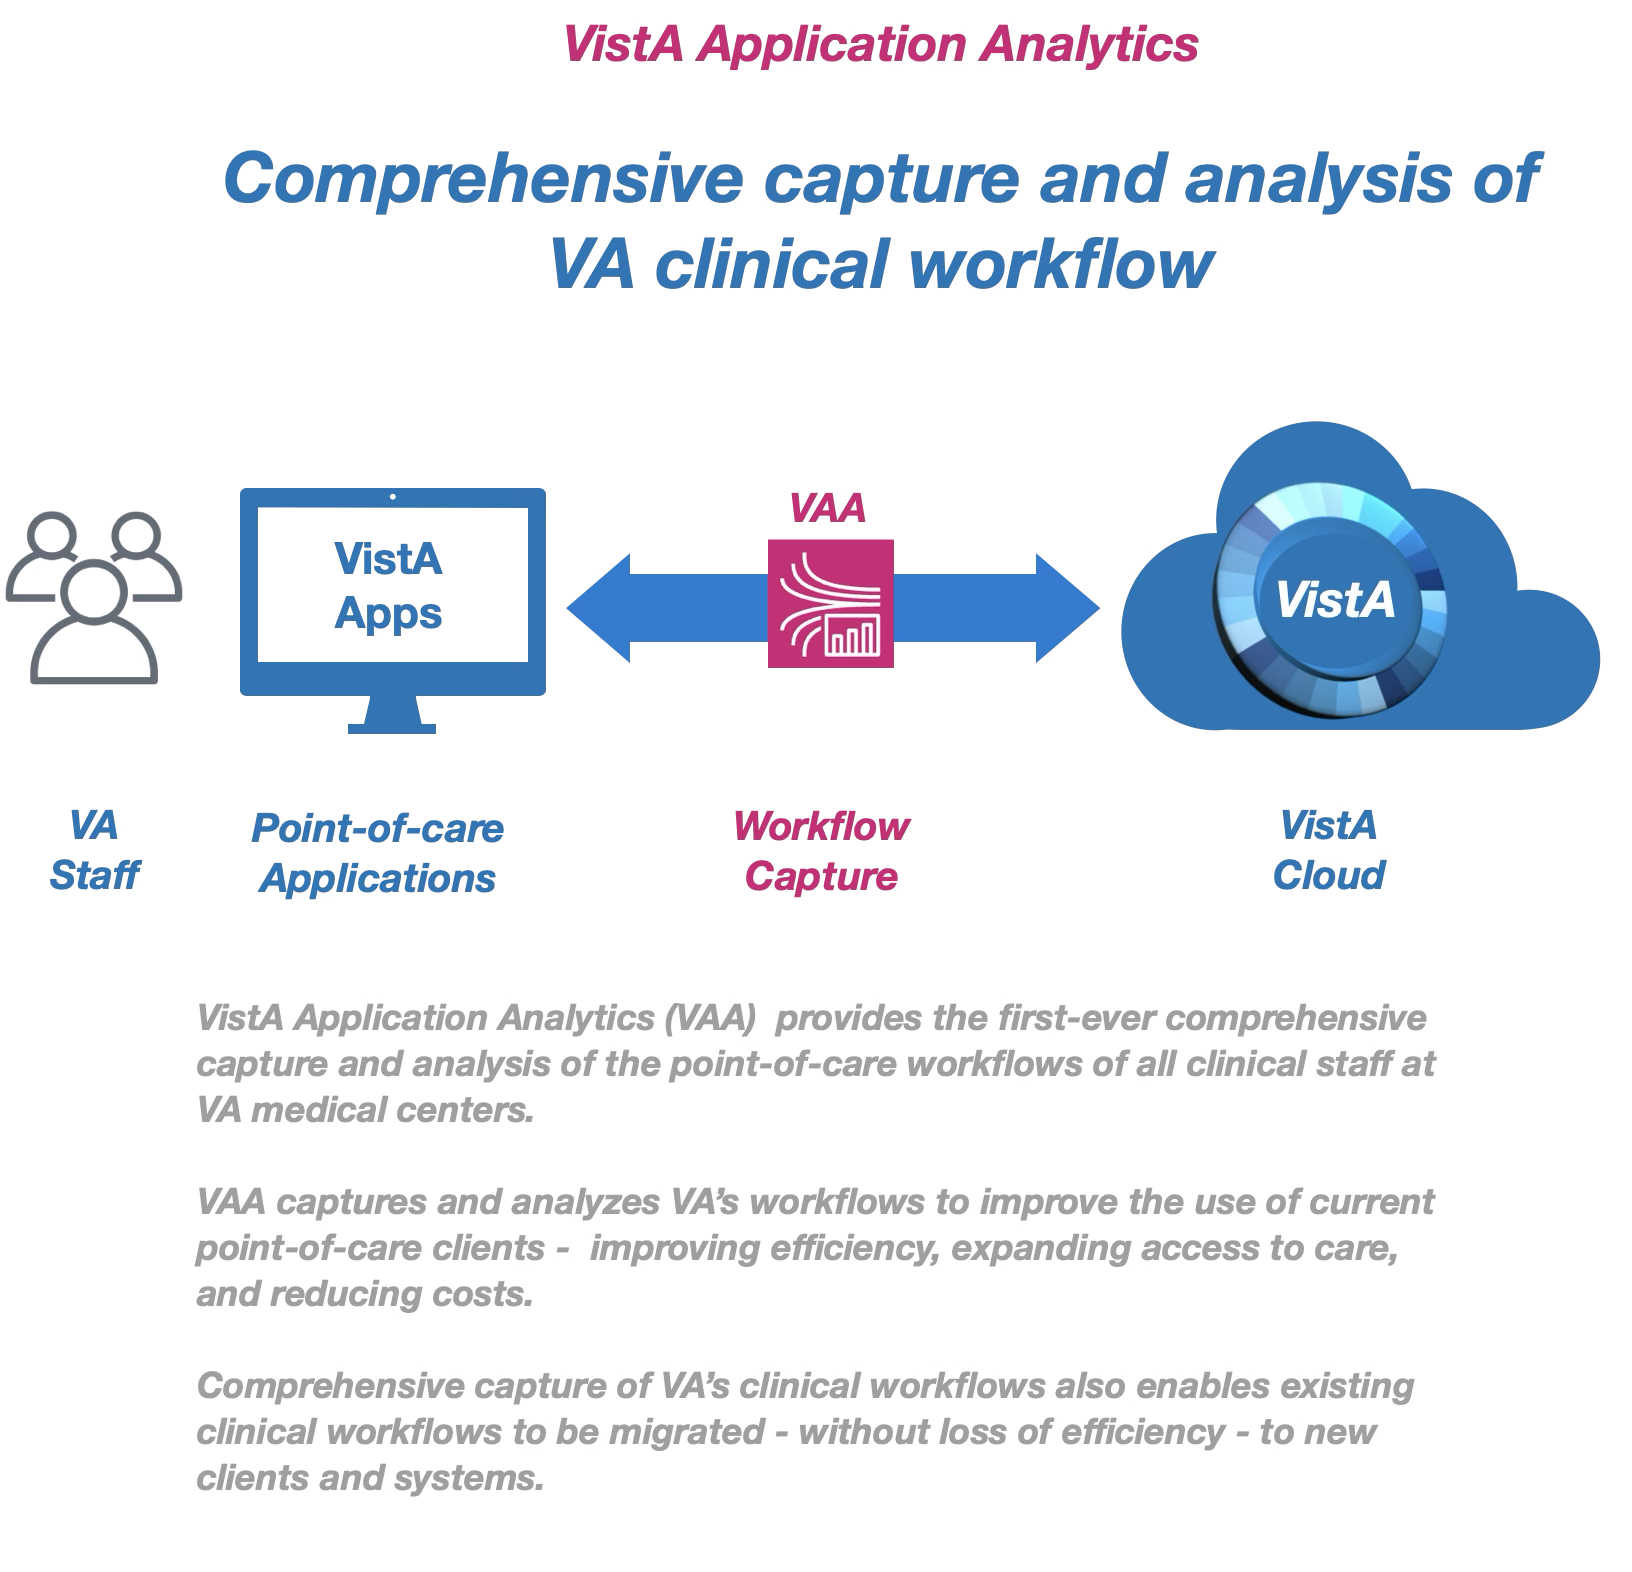 VistA Application Analytics
Comprehensive capture and analysis of
VA clinical workflow
VistA
Apps
VAA
VistA
VA
Staff
Point-of-care
Applications
Workflow
Capture
VistA
Cloud
VistA Application Analytics (VAA)  provides the first-ever comprehensive
capture and analysis of the point-of-care workflows of all clinical staff at
VA medical centers.
VAA captures and analyzes VA’s workflows to improve the use of current
point-of-care clients -  improving efficiency, expanding access to care,
and reducing costs.
Comprehensive capture of VA’s clinical workflows also enables existing
clinical workflows to be migrated - without loss of efficiency - to new
clients and systems.